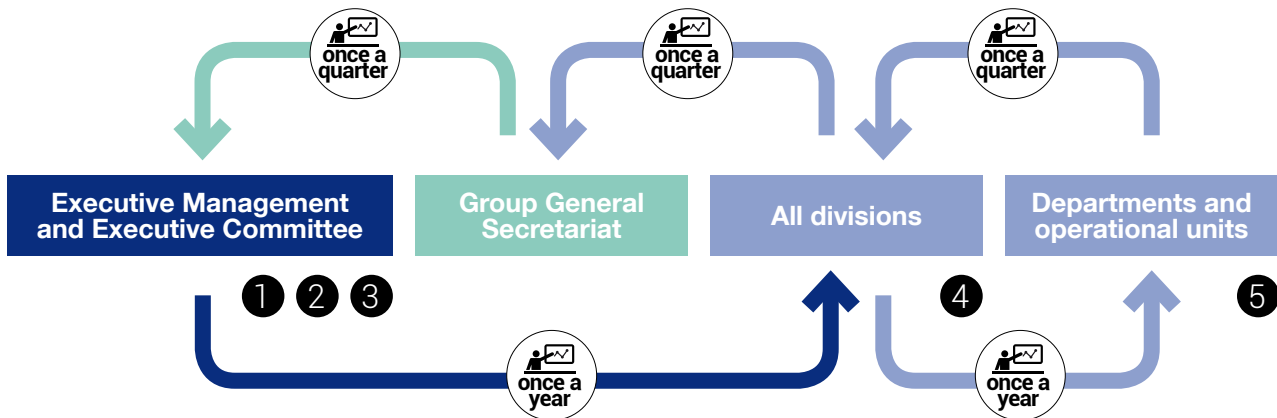 once a
quarter
once a
quarter
once a
quarter
Executive Management
and Executive Committee
Group General
Secretariat
All divisions
Departments and
operational units
1 2 3
4
5
once a
year
once a
year